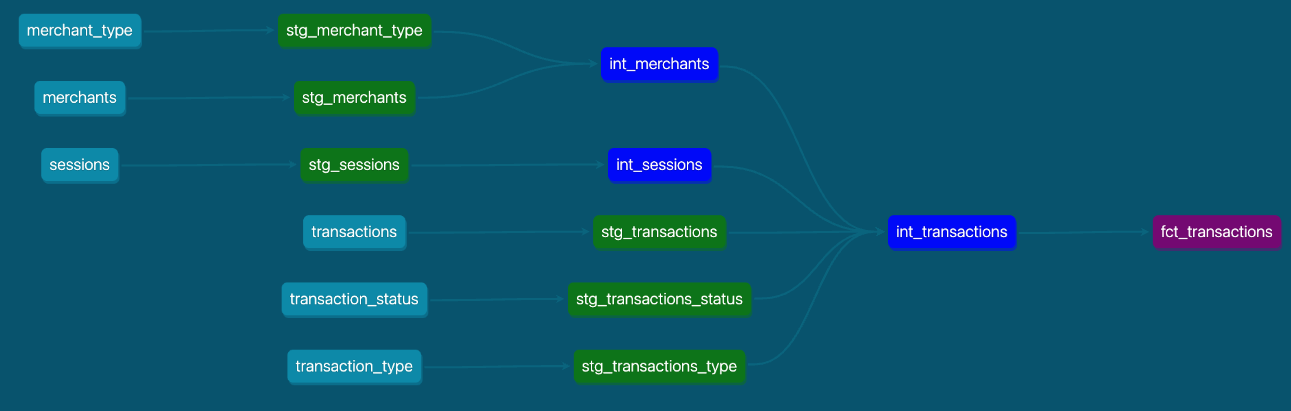 merchant_type
stg_merchant_type
int_merchants
merchants
stg_merchants
sessions
stg_sessions
int_sessions
transactions
stg_transactions
int_transactions
fct_transactions
transaction_status
stg_transactions_status
transaction_type
stg_transactions_type